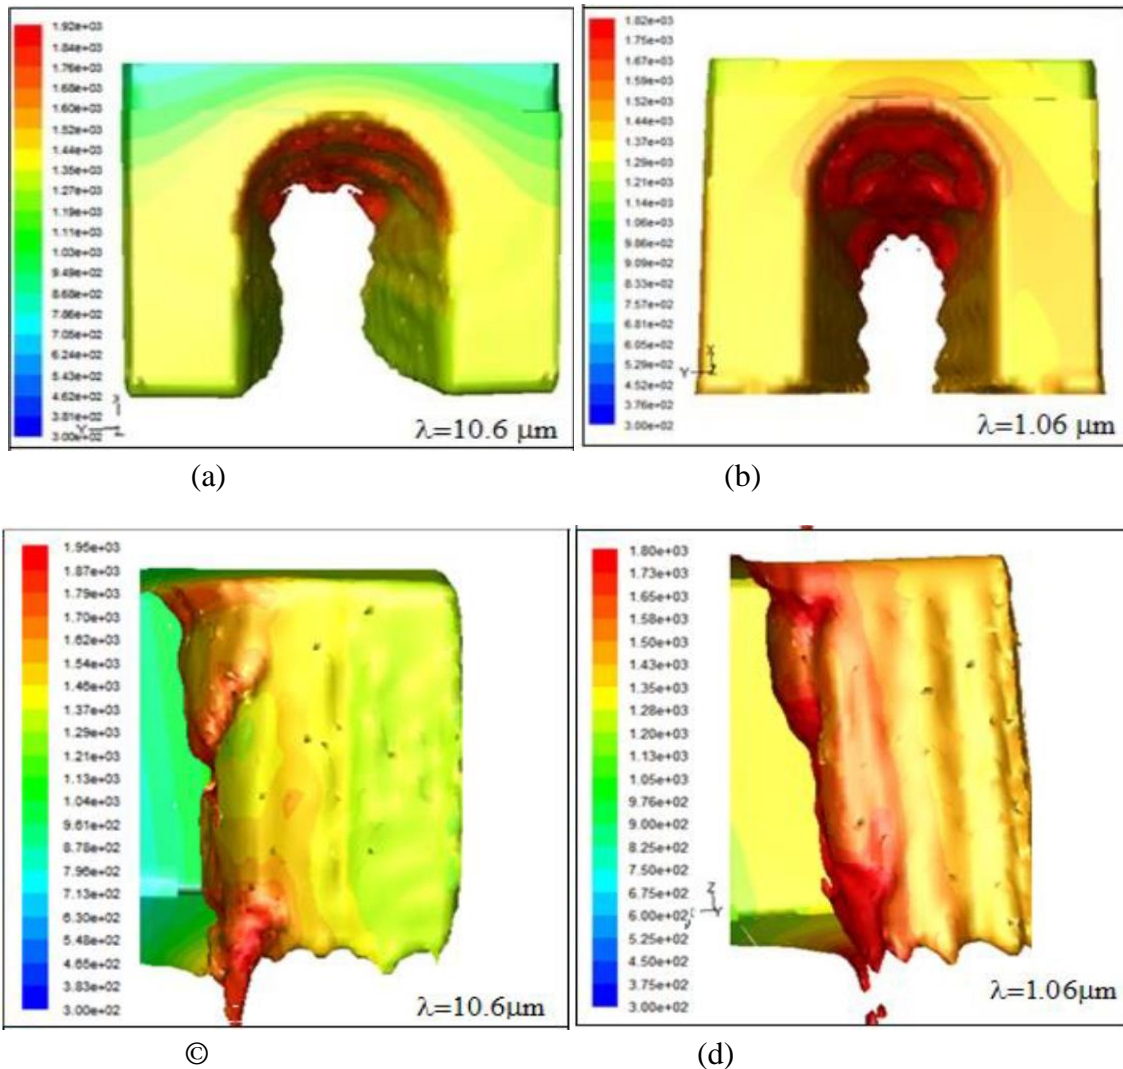 1.92e+03
1.84e+03
1.76e+03
1.68e+03
1.60e+03
1.52e+03
1.44e+03
1.35e+03
1.27e+03
1.19e+03
1.11e+03
1.03e+03
9.49e+02
8.68e+02
7.86e+02
7.05e+02
6.24e+02
5.43e+02
4.62e+02
3.81e+02
3.00e+02
Y
Z
λ=10.6 μm
(a)
1.82e+03
1.75e+03
1.67e+03
1.59e+03
1.52e+03
1.44e+03
1.37e+03
1.29e+03
1.21e+03
1.14e+03
1.06e+03
9.86e+02
9.09e+02
8.33e+02
7.57e+02
6.81e+02
6.05e+02
5.29e+02
4.52e+02
3.76e+02
3.00e+02
X
Y Z
λ=1.06 μm
(b)
1.95e+03
1.87e+03
1.79e+03
1.70e+03
1.62e+03
1.54e+03
1.46e+03
1.37e+03
1.29e+03
1.21e+03
1.13e+03
1.04e+03
9.61e+02
8.78e+02
7.96e+02
7.13e+02
6.30e+02
5.48e+02
4.65e+02
3.83e+02
3.00e+02
λ=10.6μm
©
1.80e+03
1.73e+03
1.65e+03
1.58e+03
1.50e+03
1.43e+03
1.35e+03
1.28e+03
1.20e+03
1.13e+03
1.05e+03
9.76e+02
9.00e+02
8.25e+02
7.50e+02
6.75e+02
6.00e+02
5.25e+02
4.50e+02
3.75e+02
3.00e+02
Z
Y
λ=1.06μm
(d)